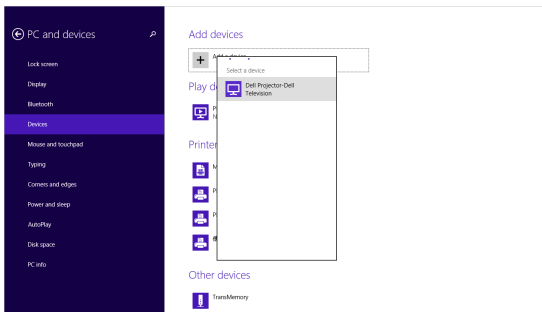 PC and devices
Lock screen
Display
Bluetooth
Devices
Mouse and touchpad
Typing
Corners and edges
Power and sleep
AutoPlay
Disk space
PC info
Add devices
Select a device
Dell Projector-Dell
Television
Play d
P
N
Printer
M
P
P
Other devices
TransMemory